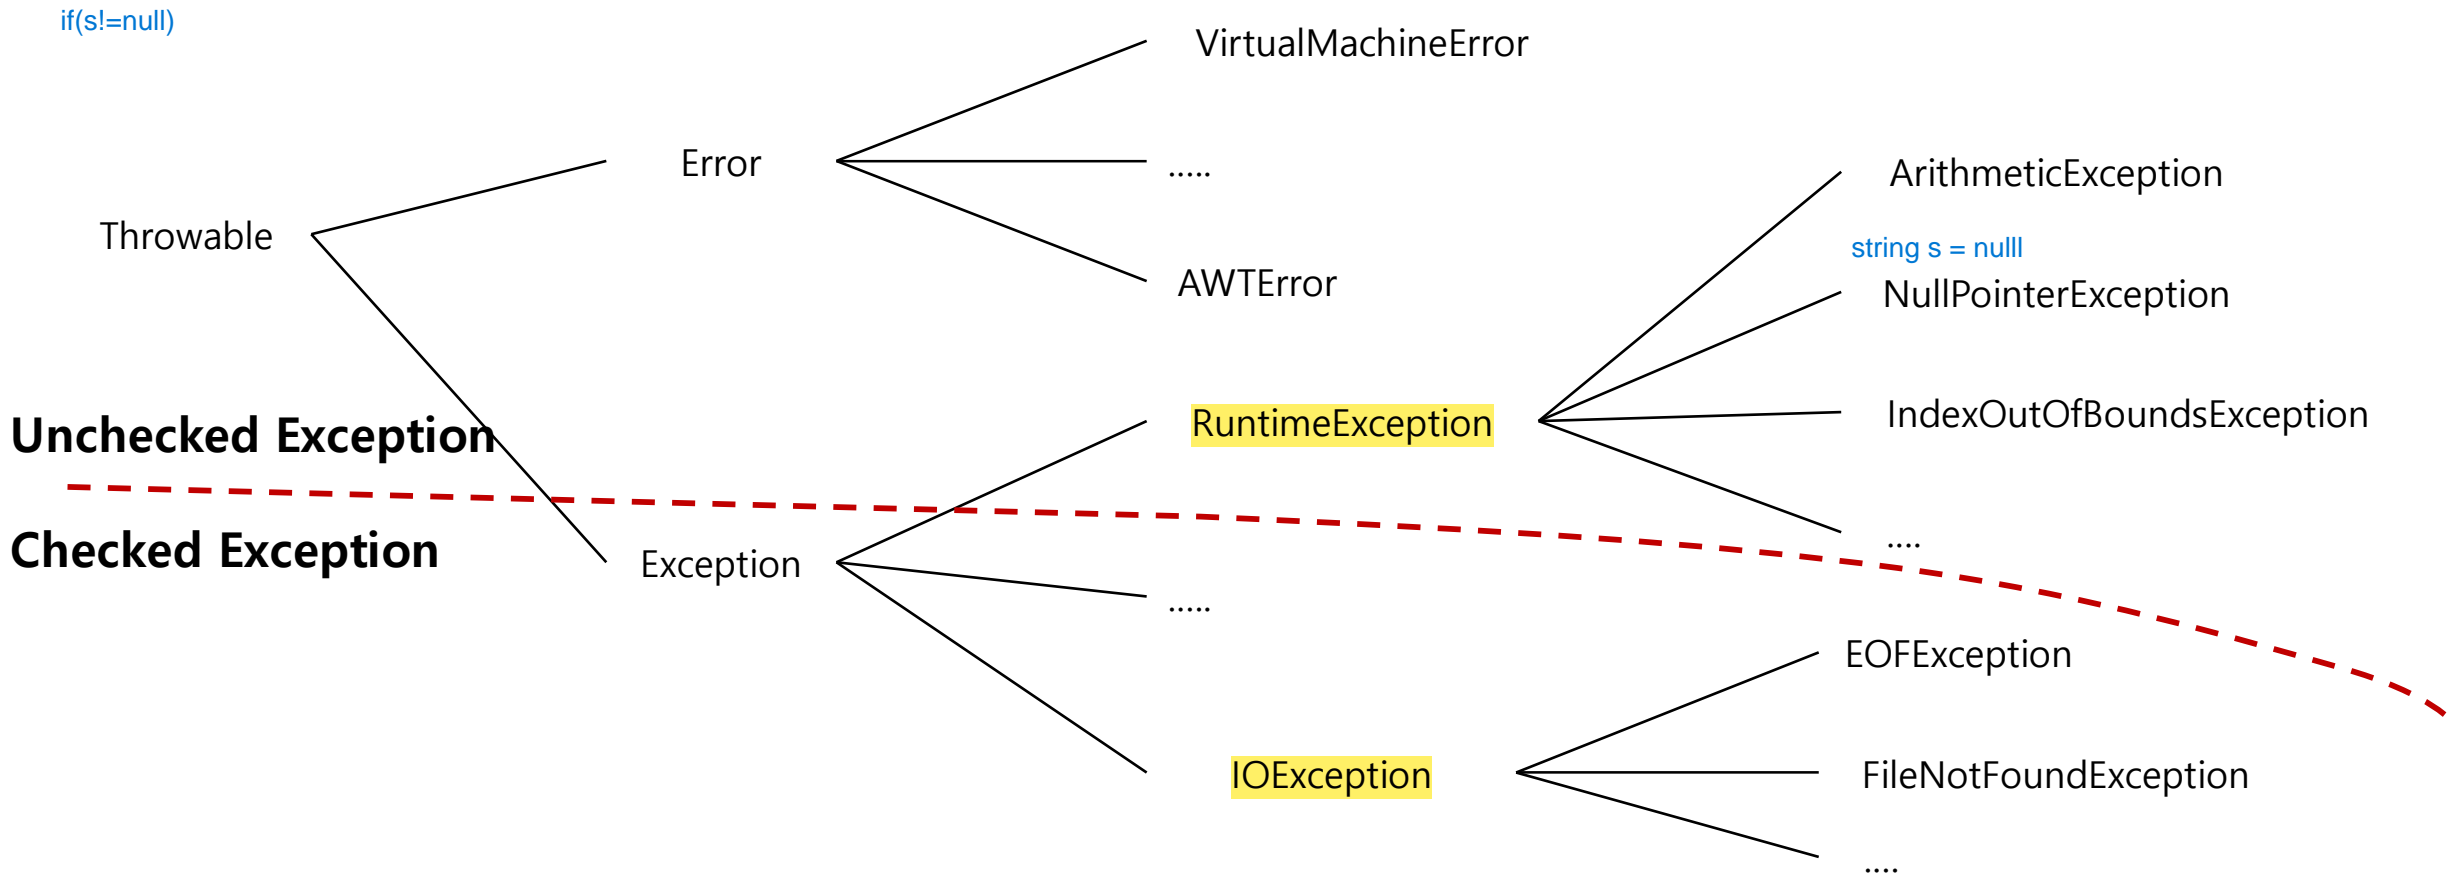 if(s!=null)
VirtualMachineError
Error
.....
ArithmeticException
Throwable
string s = nulll
AWTError
NullPointerException
Unchecked Exception
RuntimeException
IndexOutOfBoundsException
....
Checked Exception
Exception
.....
EOFException
IOException
FileNotFoundException
....